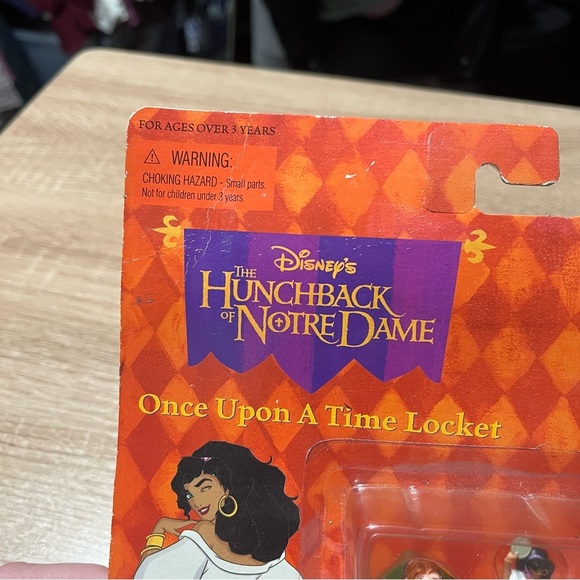 FOR AGES OVER 3 YEARS
⚠ WARNING:
CHOKING HAZARD - Small parts.
Not for children under 3 years.
DISNEY'S
THE
HUNCHBACK
OF NOTRE DAME
Once Upon A Time Locket